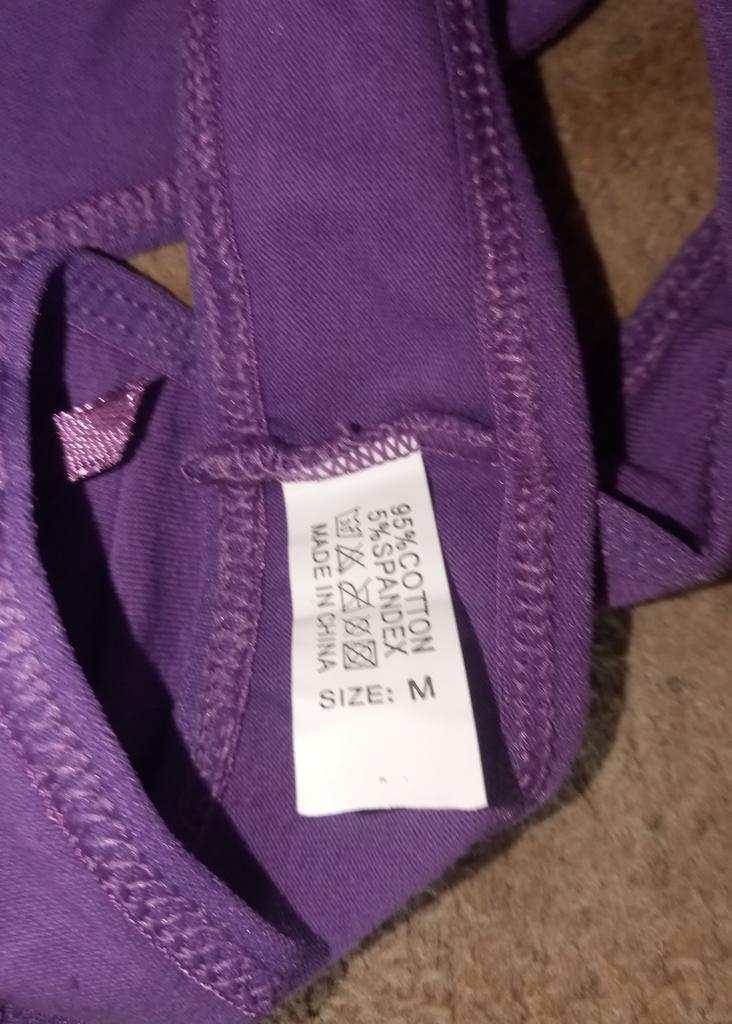 95%COTTON
5%SPANDEX
MADE IN CHINA
SIZE: M